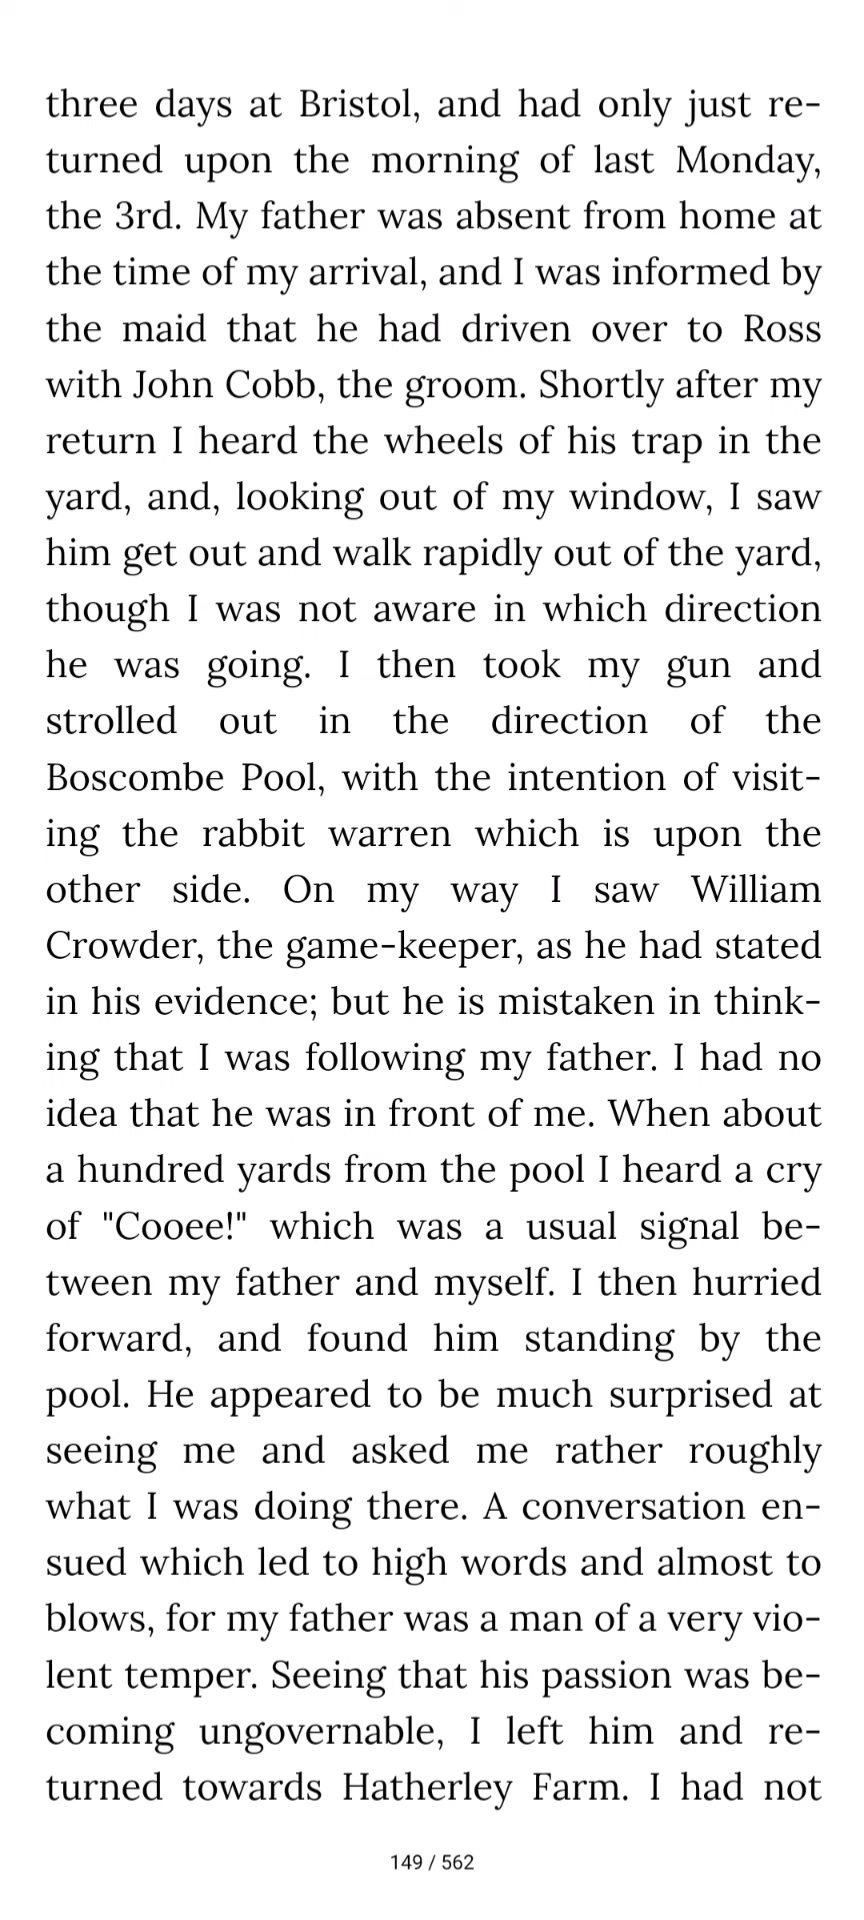 three days at Bristol, and had only just re-
turned upon the morning of last Monday,
the 3rd. My father was absent from home at
the time of my arrival, and I was informed by
the maid that he had driven over to Ross
with John Cobb, the groom. Shortly after my
return I heard the wheels of his trap in the
yard, and, looking out of my window, I saw
him get out and walk rapidly out of the yard,
though I was not aware in which direction
he was going. I then took my gun and
strolled out in the direction of the
Boscombe Pool, with the intention of visit-
ing the rabbit warren which is upon the
other side. On my way I saw William
Crowder, the game-keeper, as he had stated
in his evidence; but he is mistaken in think-
ing that I was following my father. I had no
idea that he was in front of me. When about
a hundred yards from the pool I heard a cry
of "Cooee!" which was a usual signal be-
tween my father and myself. I then hurried
forward, and found him standing by the
pool. He appeared to be much surprised at
seeing me and asked me rather roughly
what I was doing there. A conversation en-
sued which led to high words and almost to
blows, for my father was a man of a very vio-
lent temper. Seeing that his passion was be-
coming ungovernable, I left him and re-
turned towards Hatherley Farm. I had not
149 / 562